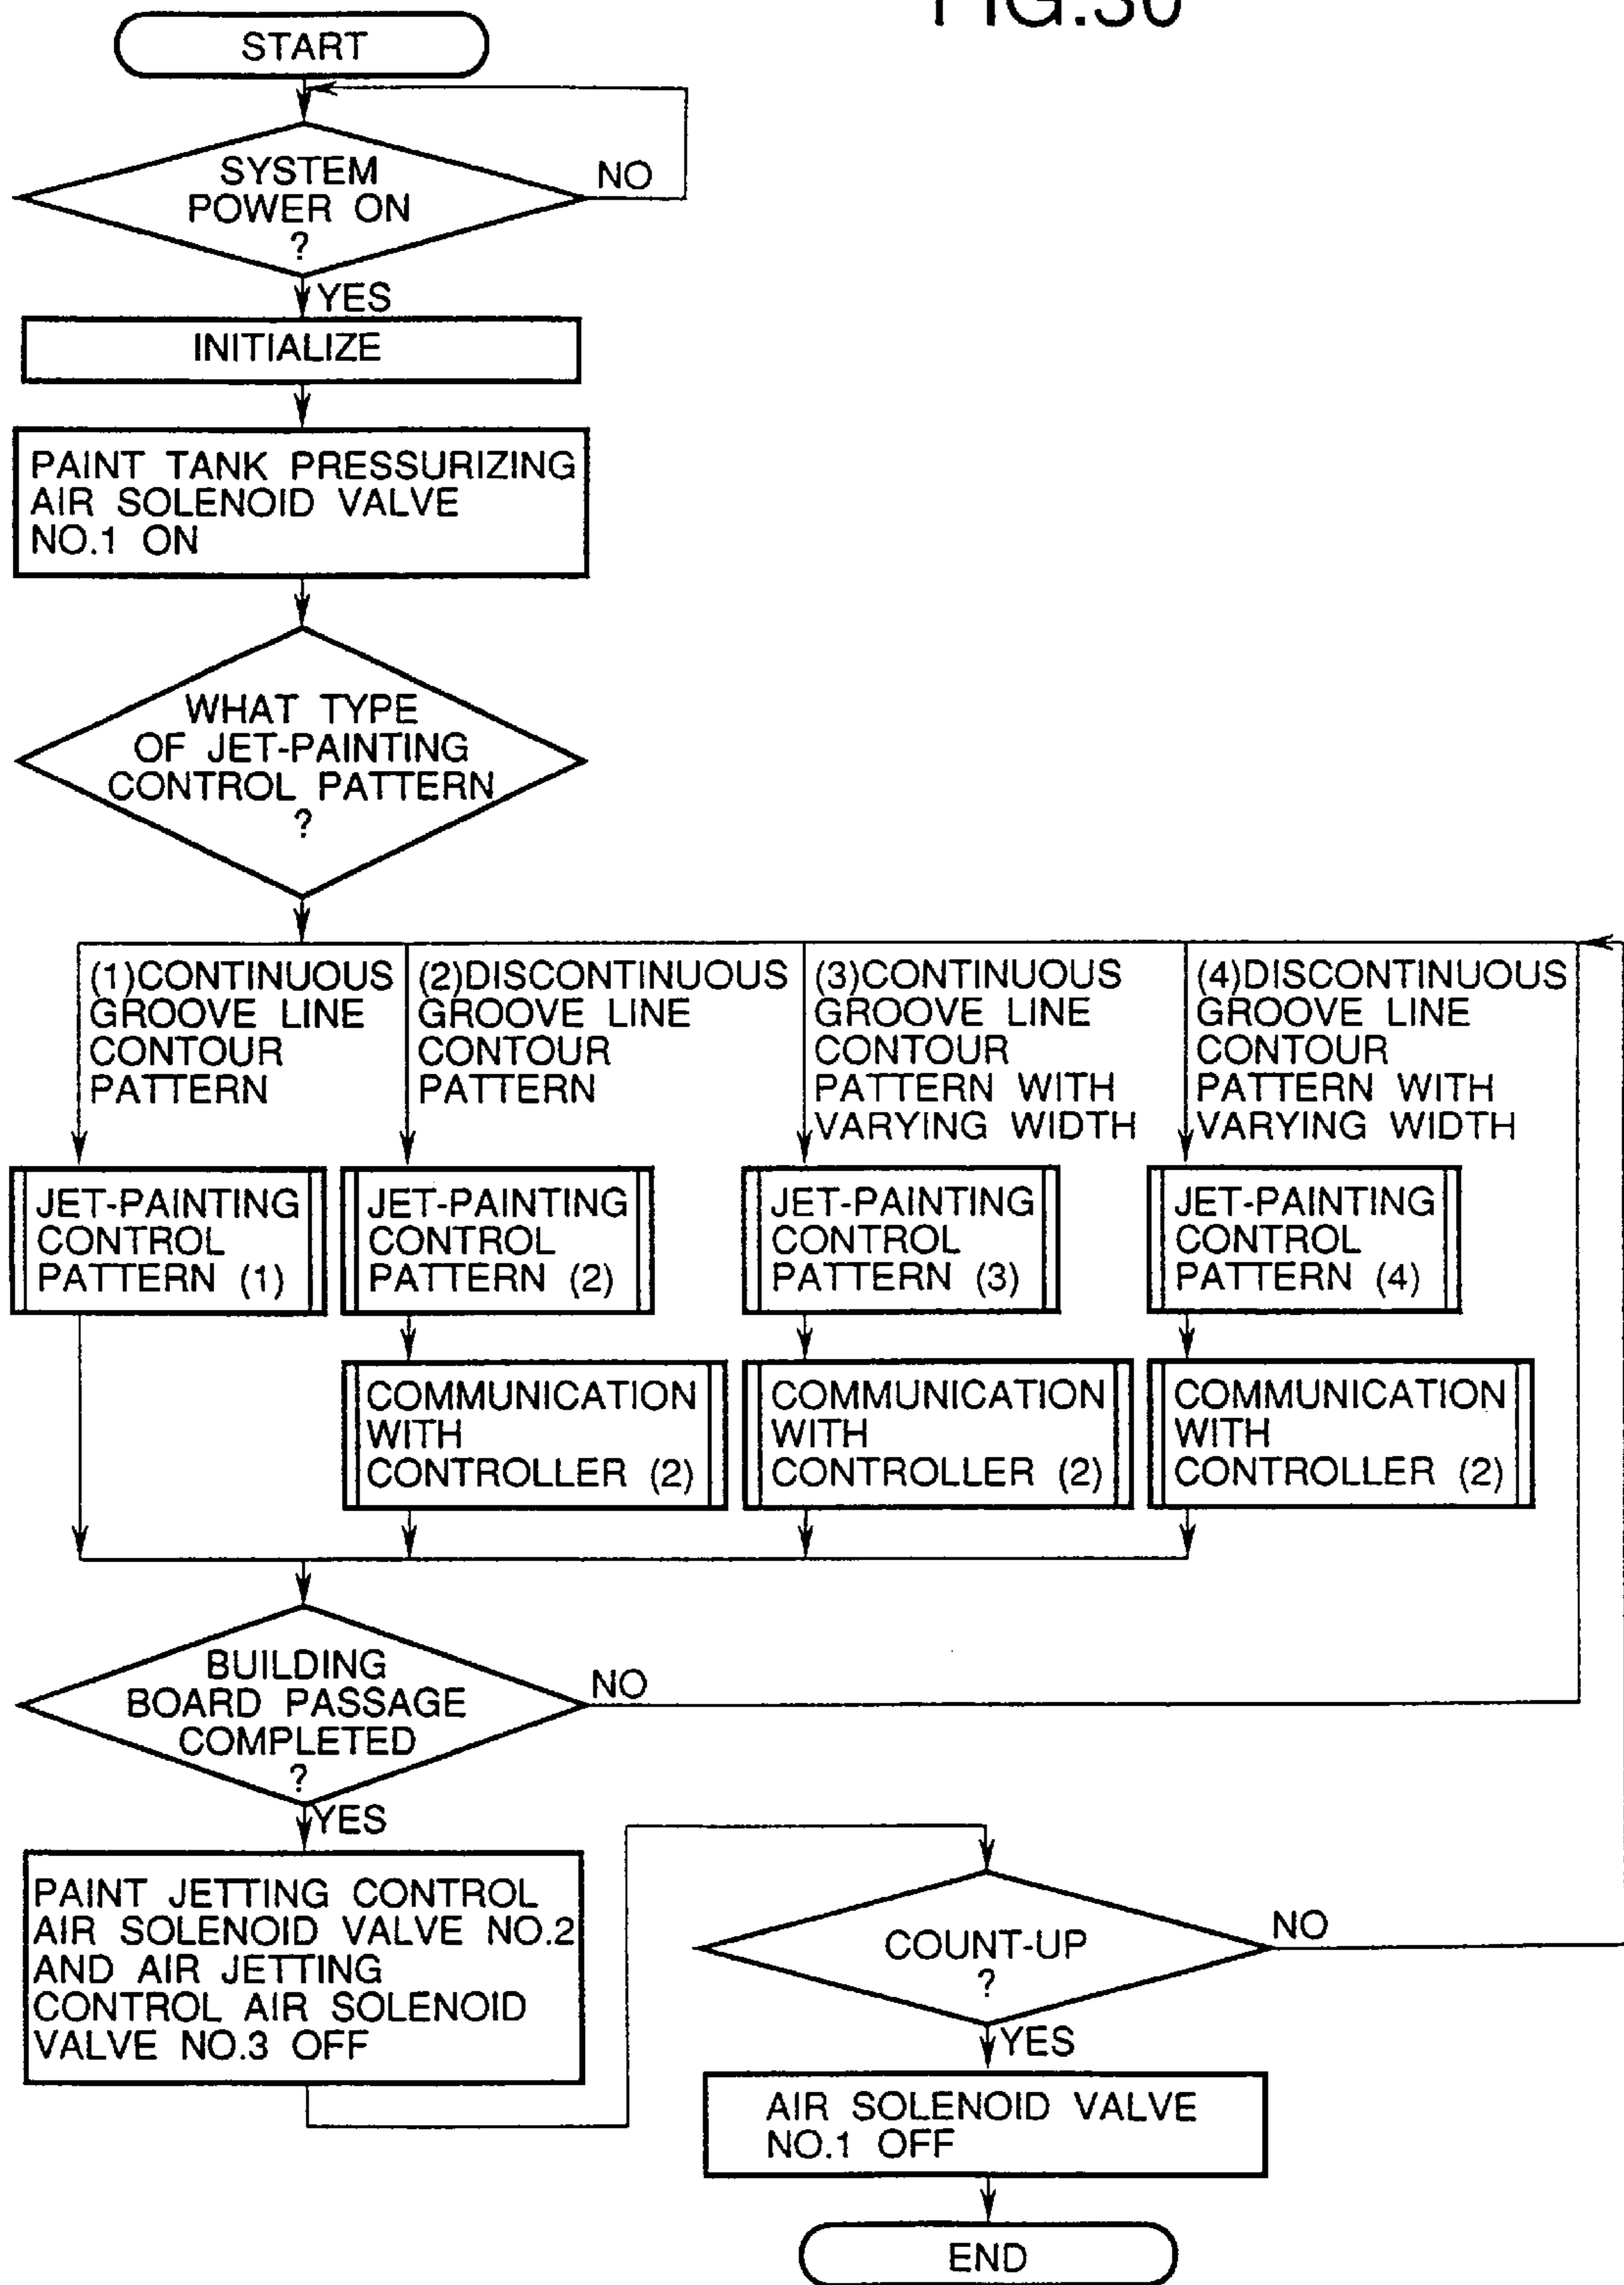 FIG.30
START
SYSTEM
POWER ON
?
NO
YES
INITIALIZE
PAINT TANK PRESSURIZING
AIR SOLENOID VALVE
NO.1 ON
WHAT TYPE
OF JET-PAINTING
CONTROL PATTERN
?
(1)CONTINUOUS
GROOVE LINE
CONTOUR
PATTERN
(2)DISCONTINUOUS
GROOVE LINE
CONTOUR
PATTERN
(3)CONTINUOUS
GROOVE LINE
CONTOUR
PATTERN WITH
VARYING WIDTH
(4)DISCONTINUOUS
GROOVE LINE
CONTOUR
PATTERN WITH
VARYING WIDTH
JET-PAINTING
CONTROL
PATTERN (1)
JET-PAINTING
CONTROL
PATTERN (2)
JET-PAINTING
CONTROL
PATTERN (3)
JET-PAINTING
CONTROL
PATTERN (4)
COMMUNICATION
WITH
CONTROLLER (2)
COMMUNICATION
WITH
CONTROLLER (2)
COMMUNICATION
WITH
CONTROLLER (2)
BUILDING
BOARD PASSAGE
COMPLETED
?
NO
YES
PAINT JETTING CONTROL
AIR SOLENOID VALVE NO.2
AND AIR JETTING
CONTROL AIR SOLENOID
VALVE NO.3 OFF
COUNT-UP
?
NO
YES
AIR SOLENOID VALVE
NO.1 OFF
END